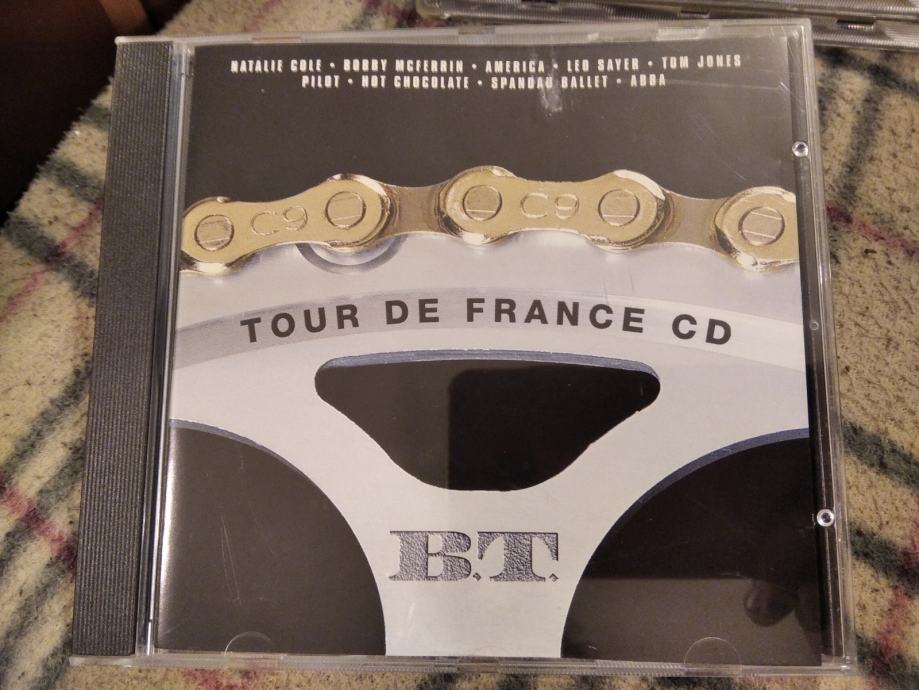 NATALIE COLE • BOBBY MCFERRIN • AMERICA • LEO SAYER • TOM JONES
PILOT • HOT CHOCOLATE • SPANDAU BALLET • ABBA
C9 C9
TOUR DE FRANCE CD
B.T.